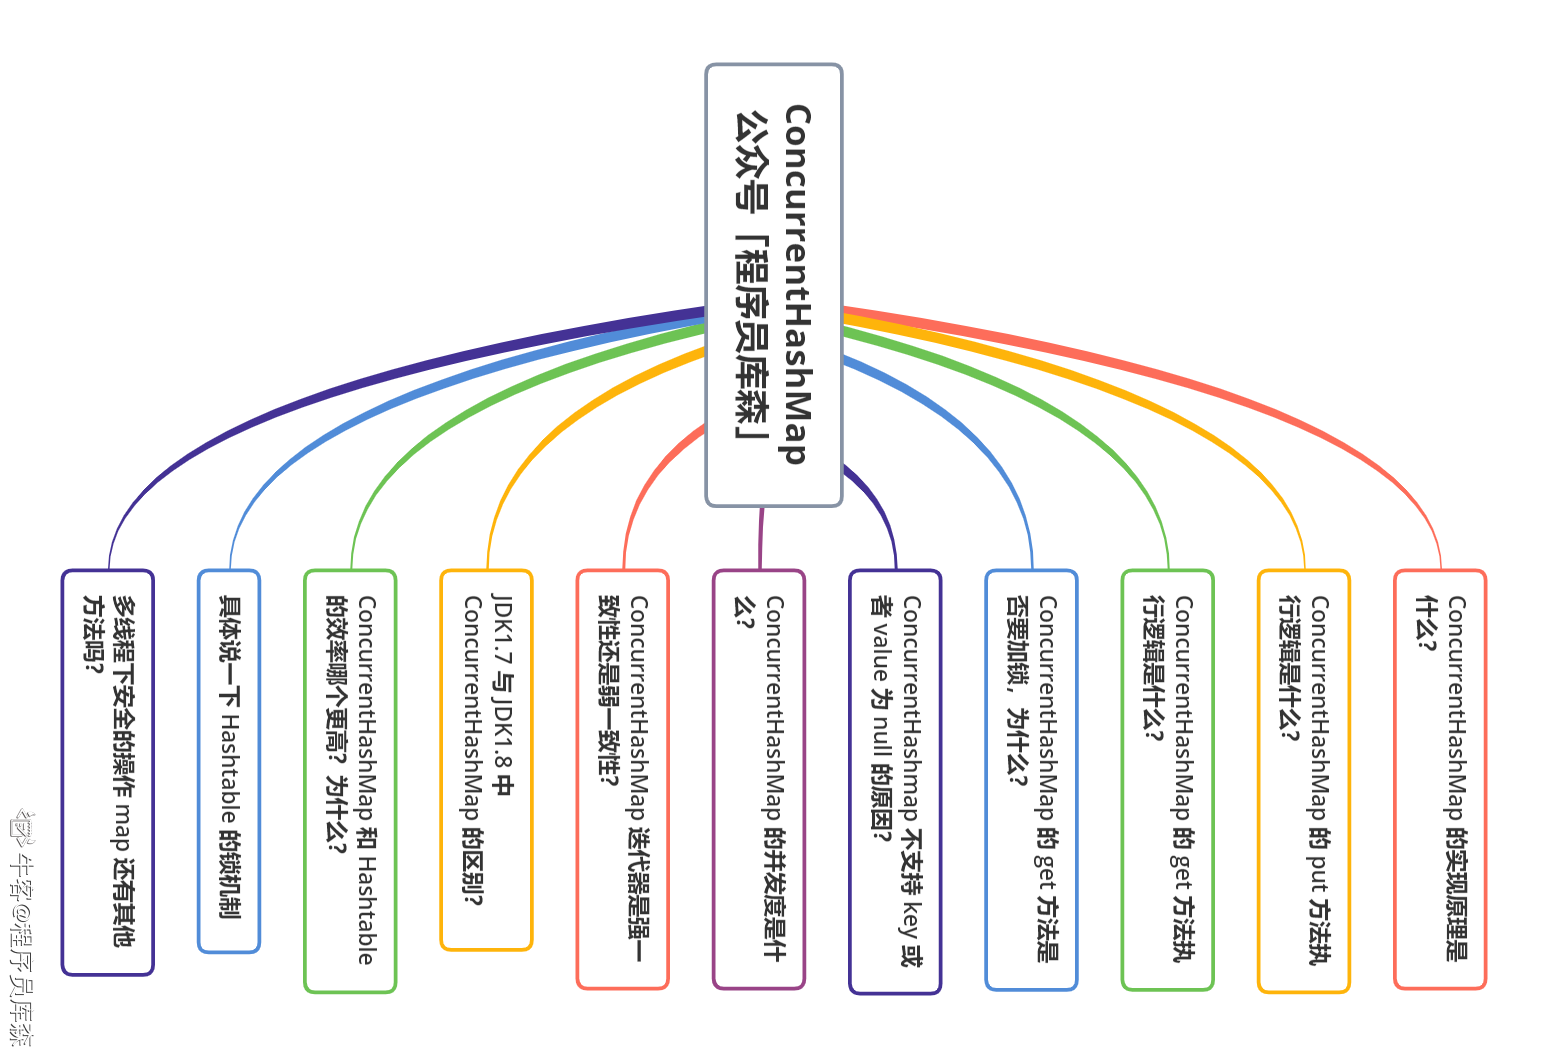 ConcurrentHashMap
公众号「程序员库森」
ConcurrentHashMap 的实现原理是
什么？
ConcurrentHashMap 的 put 方法执
行逻辑是什么？
ConcurrentHashMap 的 get 方法执
行逻辑是什么？
ConcurrentHashMap 的 get 方法是
否要加锁，为什么？
ConcurrentHashmap 不支持 key 或
者 value 为 null 的原因？
ConcurrentHashMap 的并发度是什
么？
ConcurrentHashMap 迭代器是强一
致性还是弱一致性？
JDK1.7 与 JDK1.8 中
ConcurrentHashMap 的区别？
ConcurrentHashMap 和 Hashtable
的效率哪个更高？为什么？
具体说一下 Hashtable 的锁机制
多线程下安全的操作 map 还有其他
方法吗？
牛客@程序员库森